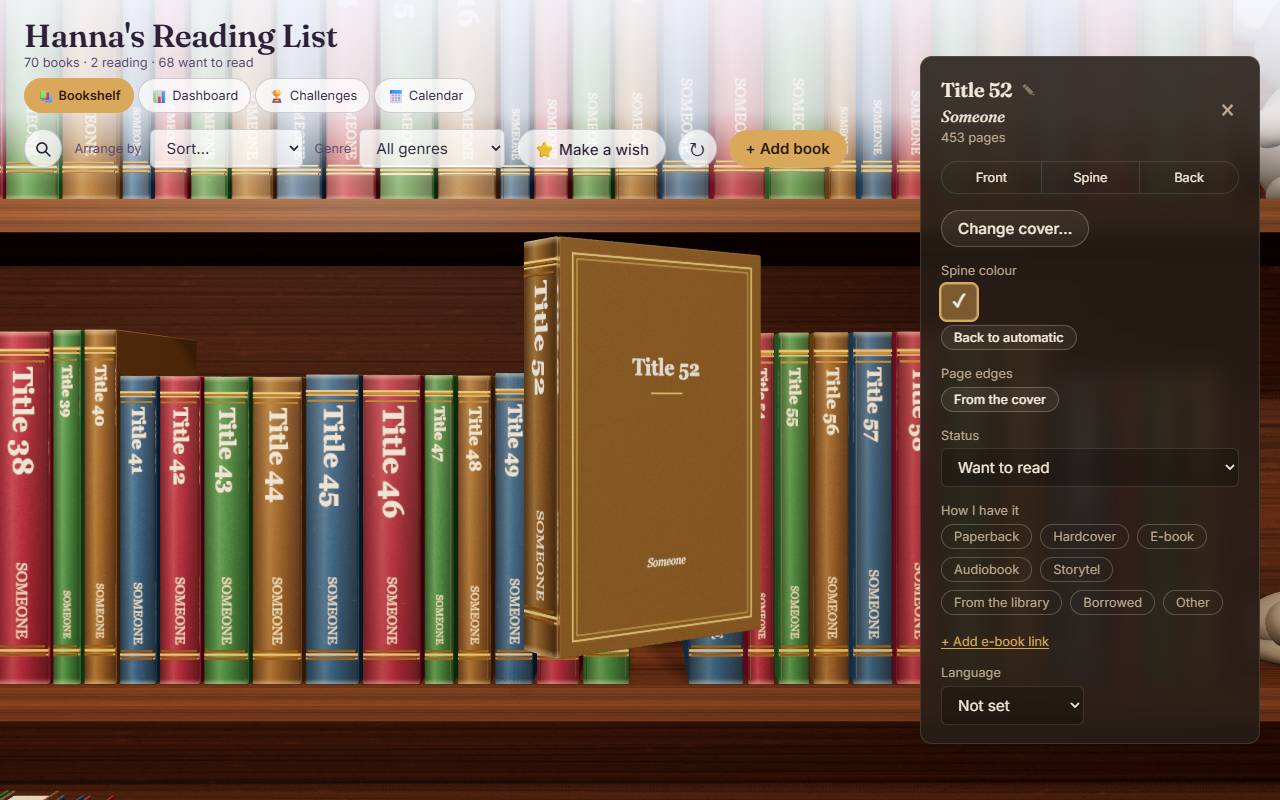 Hanna's Reading List
70 books · 2 reading · 68 want to read
Bookshelf
Dashboard
Challenges
Calendar
Arrange by
Sort...
Genre
All genres
Make a wish
+ Add book
Title 38
SOMEONE
Title 39
SOMEONE
Title 40
SOMEONE
Title 41
SOMEONE
Title 42
SOMEONE
Title 43
SOMEONE
Title 44
SOMEONE
Title 45
SOMEONE
Title 46
SOMEONE
Title 47
SOMEONE
Title 48
SOMEONE
Title 49
SOMEONE
Title 52
SOMEONE
Title 52
Someone
Title 54
SOMEONE
Title 55
SOMEONE
Title 56
SOMEONE
Title 57
SOMEONE
Title 58
SOMEONE
Title 52
Someone
453 pages
Front
Spine
Back
Change cover...
Spine colour
Back to automatic
Page edges
From the cover
Status
Want to read
How I have it
Paperback
Hardcover
E-book
Audiobook
Storytel
From the library
Borrowed
Other
+ Add e-book link
Language
Not set